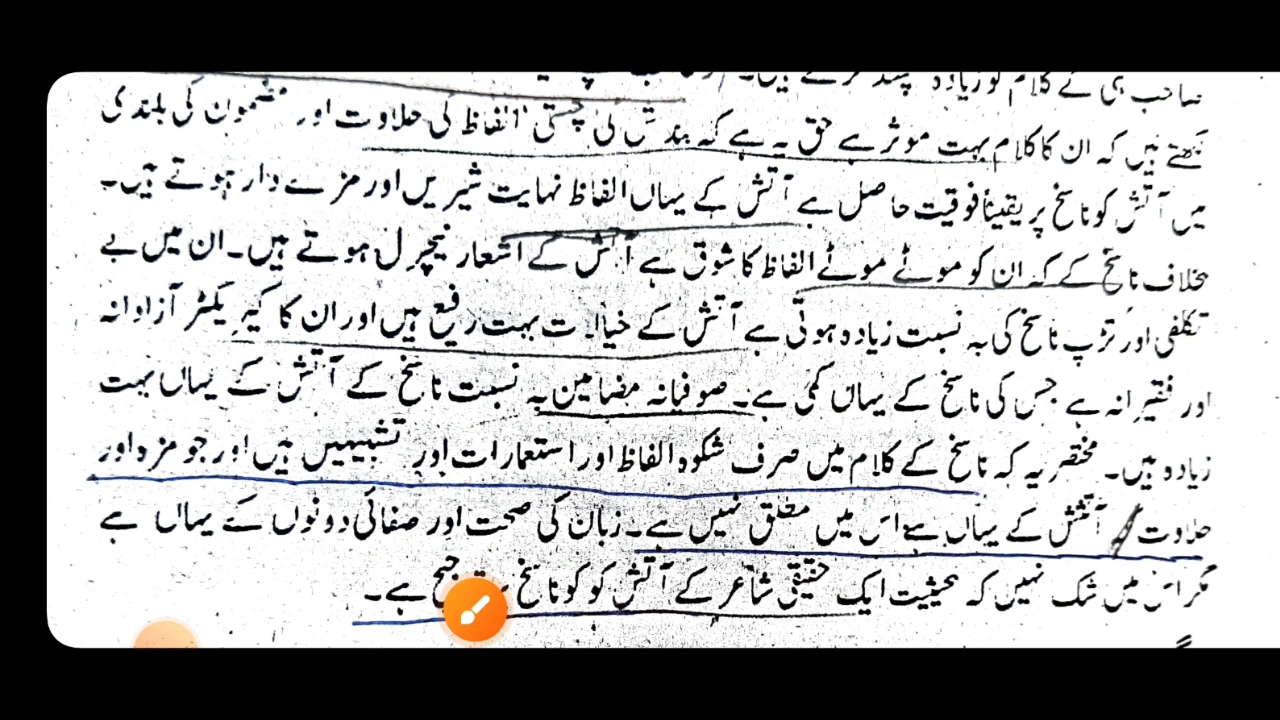 صاحب ہی کے کلام کو زیادہ پسند کرتے ہیں۔
کہتے ہیں کہ ان کا کلام بہت موثر ہے حق یہ ہے کہ بندش کی چستی الفاظ کی حلاوت اور مضمون کی بلندی
میں آتش کو ناسخ پر یقیناً فوقیت حاصل ہے آتش کے یہاں الفاظ نہایت شیریں اور مزے دار ہوتے ہیں۔
بخلاف ناسخ کے کہ ان کو موٹے موٹے الفاظ کا شوق ہے آتش کے اشعار نیچرل ہوتے ہیں۔ ان میں بے
تکلفی اور تڑپ ناسخ کی بہ نسبت زیادہ ہوتی ہے آتش کے خیالات بہت رفیع ہیں اور ان کا کیریکٹر آزادانہ
اور فقیرانہ ہے جس کی ناسخ کے یہاں کمی ہے۔ صوفیانہ مضامین بہ نسبت ناسخ کے آتش کے یہاں بہت
زیادہ ہیں۔ مختصر یہ کہ ناسخ کے کلام میں صرف شکوہ الفاظ اور استعارات اور تشبیہیں ہیں اور جو مزہ اور
حلاوت آتش کے یہاں ہے اس میں مطلق نہیں ہے۔ زبان کی صحت اور صفائی دونوں کے یہاں ہے
مگر اس میں شک نہیں کہ بحیثیت ایک حقیقی شاعر کے آتش کو کو ناسخ ہے۔